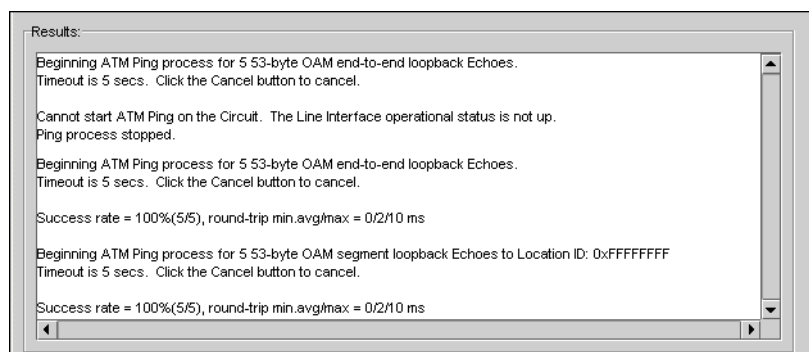 Results:
Beginning ATM Ping process for 5 53-byte OAM end-to-end loopback Echoes.
Timeout is 5 secs.  Click the Cancel button to cancel.
Cannot start ATM Ping on the Circuit.  The Line Interface operational status is not up.
Ping process stopped.
Beginning ATM Ping process for 5 53-byte OAM end-to-end loopback Echoes.
Timeout is 5 secs.  Click the Cancel button to cancel.
Success rate = 100%(5/5), round-trip min.avg/max = 0/2/10 ms
Beginning ATM Ping process for 5 53-byte OAM segment loopback Echoes to Location ID: 0xFFFFFFFF
Timeout is 5 secs.  Click the Cancel button to cancel.
Success rate = 100%(5/5), round-trip min.avg/max = 0/2/10 ms